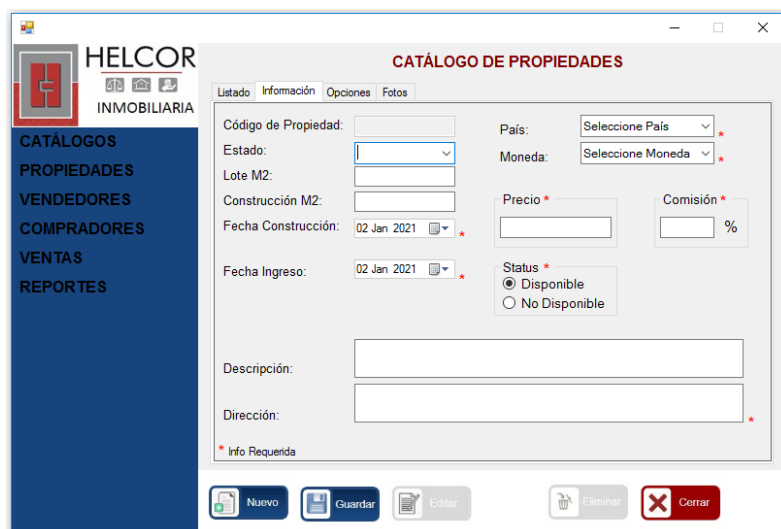 HELCOR
INMOBILIARIA
CATÁLOGOS
PROPIEDADES
VENDEDORES
COMPRADORES
VENTAS
REPORTES
CATÁLOGO DE PROPIEDADES
Listado Información Opciones Fotos
Código de Propiedad:
País: Seleccione País *
Estado:
Moneda: Seleccione Moneda *
Lote M2:
Construcción M2:
Precio *
Comisión *
%
Fecha Construcción: 02 Jan 2021 *
Fecha Ingreso: 02 Jan 2021 *
Status *
Disponible
No Disponible
Descripción:
Dirección: *
* Info Requerida
Nuevo Guardar Editar Eliminar Cerrar